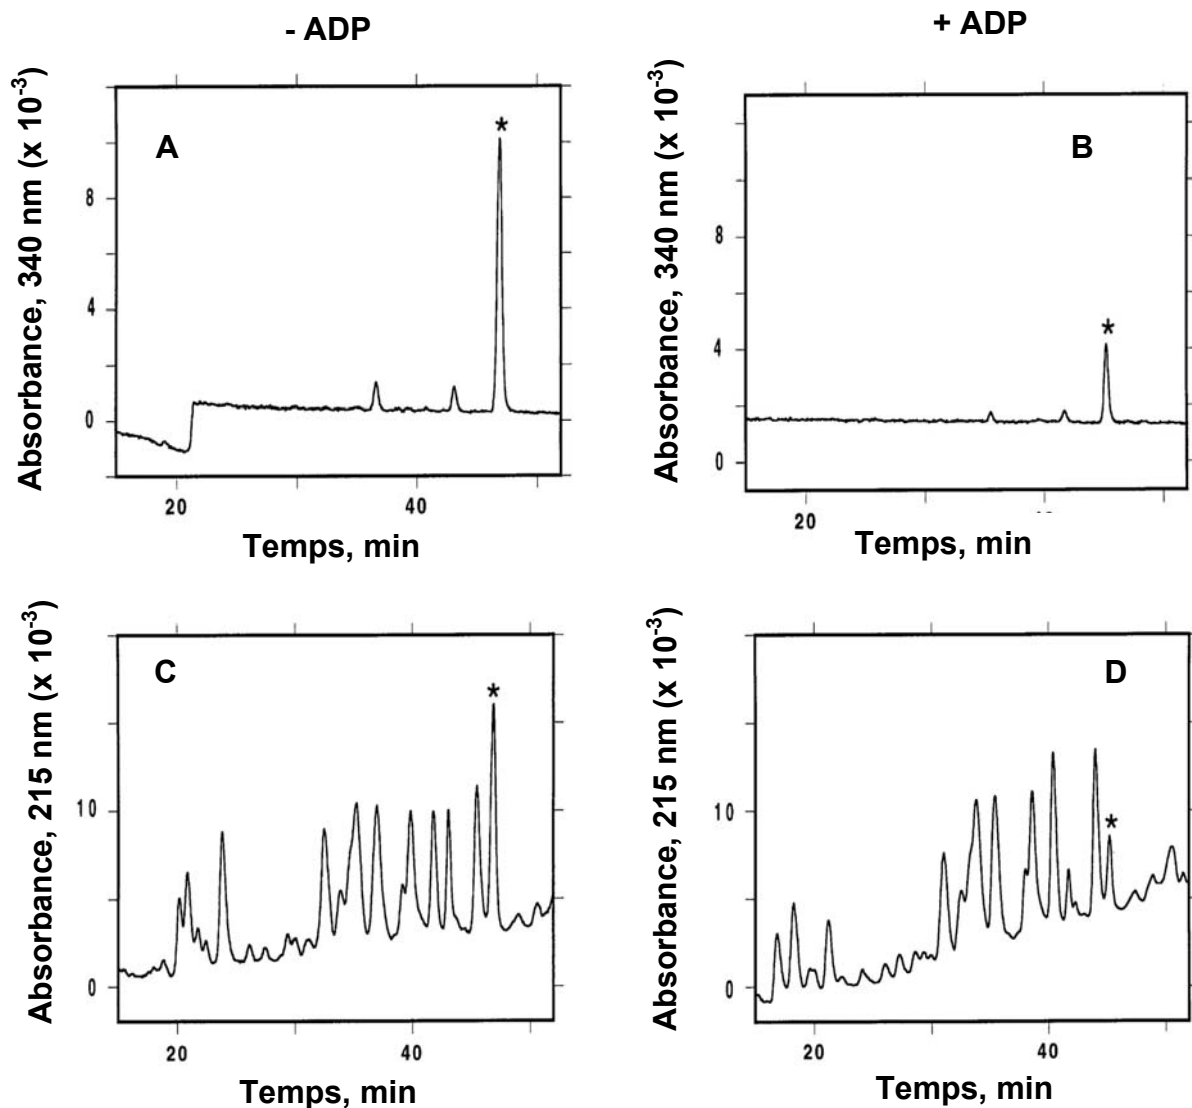 - ADP
+ ADP
Absorbance, 340 nm (x 10-3)
A
*
8
4
0
20
40
Temps, min
Absorbance, 340 nm (x 10-3)
B
*
8
4
0
20
Temps, min
Absorbance, 215 nm (x 10-3)
C
*
10
0
20
40
Temps, min
Absorbance, 215 nm (x 10-3)
D
*
10
0
20
40
Temps, min